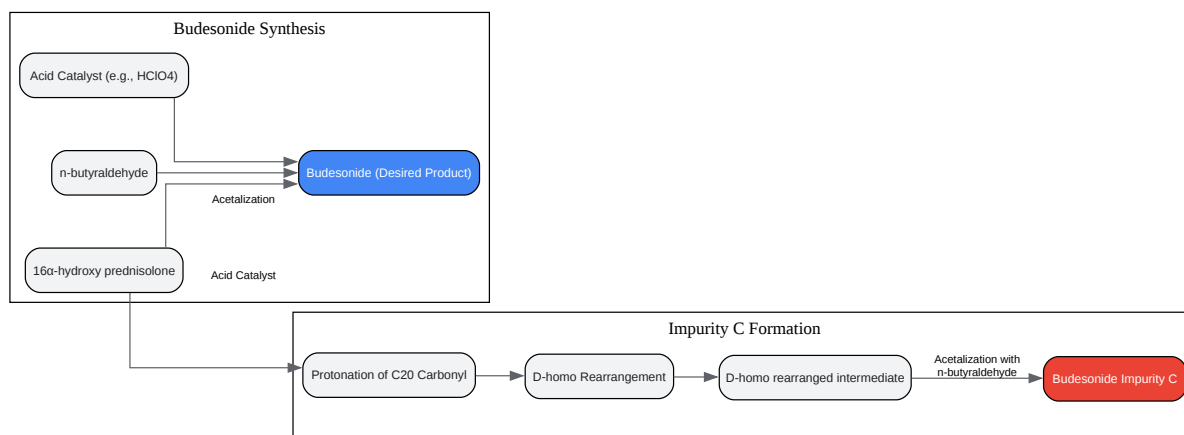 Budesonide Synthesis
Acid Catalyst (e.g., HClO4)
n-butyraldehyde
Budesonide (Desired Product)
Acetalization
16α-hydroxy prednisolone
Acid Catalyst
Impurity C Formation
Protonation of C20 Carbonyl
D-homo Rearrangement
D-homo rearranged intermediate
Acetalization with
n-butyraldehyde
Budesonide Impurity C